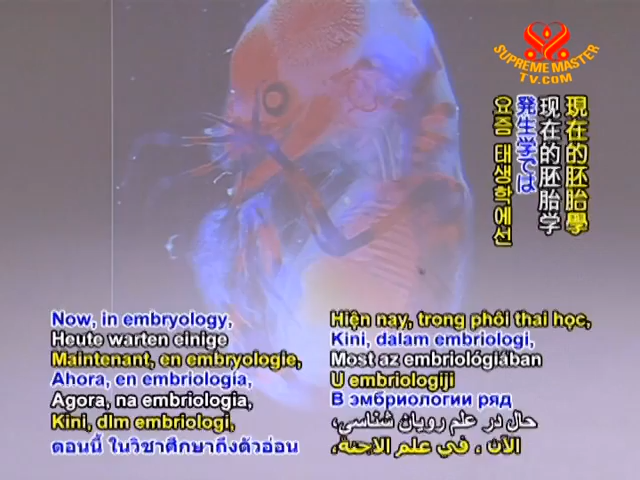 SUPREME MASTER
TV.COM
現在的胚胎學
现在的胚胎学
発生学では
요즘 태생학에선
Now, in embryology,
Heute warten einige
Maintenant, en embryologie,
Ahora, en embriología,
Agora, na embriologia,
Kini, dlm embriologi,
ตอนนี้ ในวิชาศึกษาถึงตัวอ่อน
Hiện nay, trong phôi thai học,
Kini, dalam embriologi,
Most az embriológiában
U embriologiji
В эмбриологии ряд
حال در علم رویان شناسی،
الآن ، في علم الاجنة،